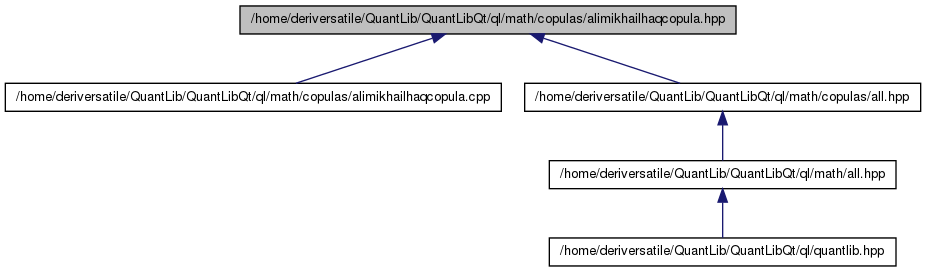 /home/deriversatile/QuantLib/QuantLibQt/ql/math/copulas/alimikhailhaqcopula.hpp
/home/deriversatile/QuantLib/QuantLibQt/ql/math/copulas/alimikhailhaqcopula.cpp
/home/deriversatile/QuantLib/QuantLibQt/ql/math/copulas/all.hpp
/home/deriversatile/QuantLib/QuantLibQt/ql/math/all.hpp
/home/deriversatile/QuantLib/QuantLibQt/ql/quantlib.hpp